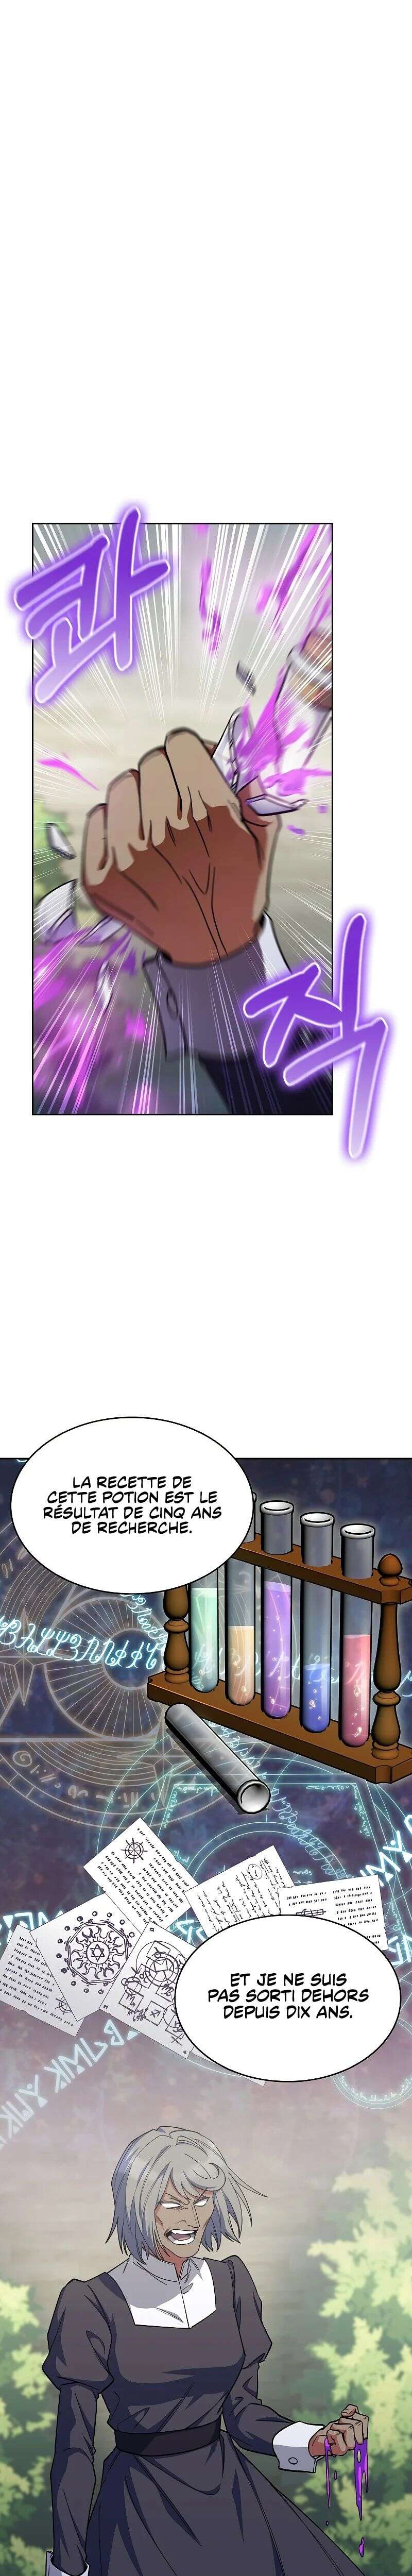 콰
직
LA RECETTE DE
CETTE POTION EST LE
RÉSULTAT DE CINQ ANS
DE RECHERCHE.
ET JE NE SUIS
PAS SORTI DEHORS
DEPUIS DIX ANS.